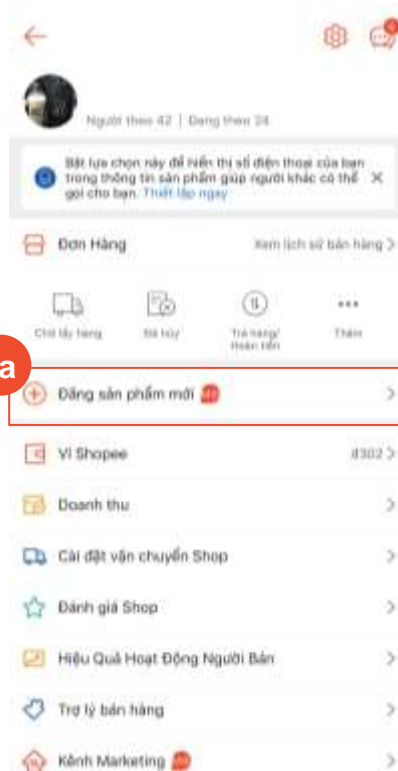 Người theo 42 | Đang theo 24
Bật lựa chọn này để hiển thị số điện thoại của bạn
trong thông tin sản phẩm giúp người khác có thể
gọi cho bạn. Thiết lập ngay
Đơn Hàng
Xem lịch sử bán hàng
Chờ lấy hàng
Đã hủy
Trả hàng/
Hoàn tiền
Thêm
a
Đăng sản phẩm mới
Ví Shopee
đ302
Doanh thu
Cài đặt vận chuyển Shop
Đánh giá Shop
Hiệu Quả Hoạt Động Người Bán
Trợ lý bán hàng
Kênh Marketing